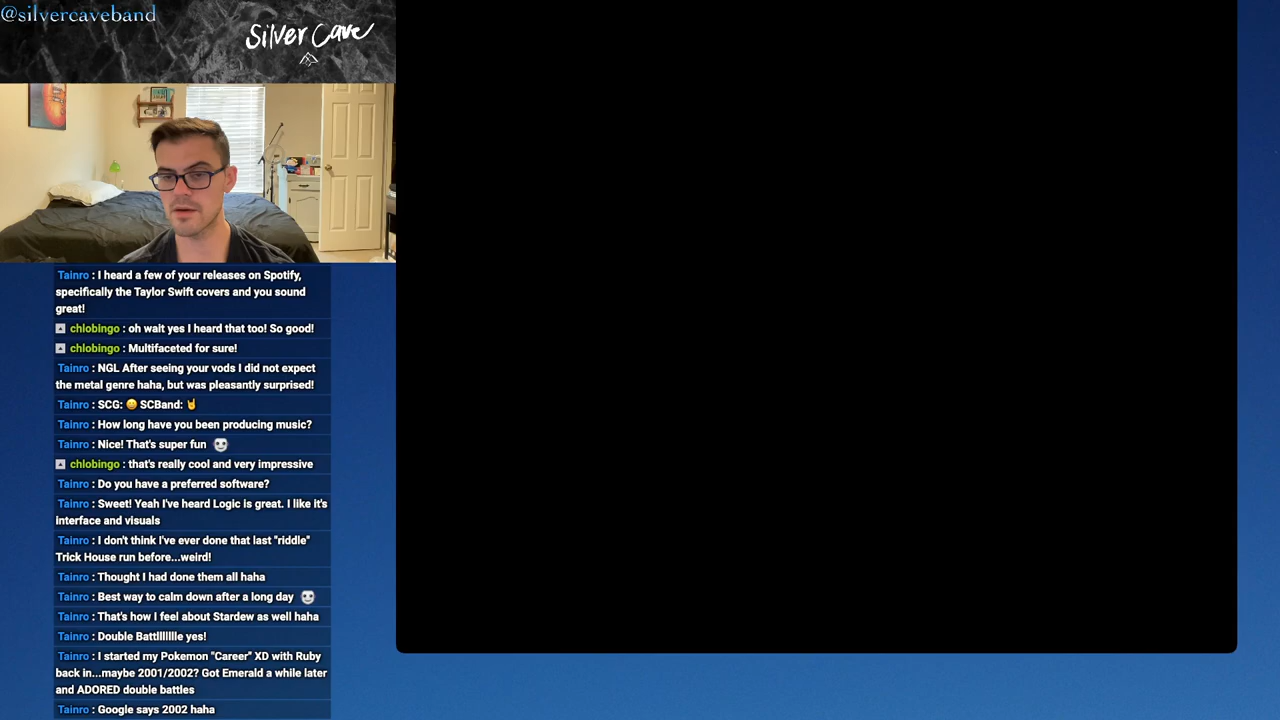 @silvercaveband
Silver Cave
Tainro : I heard a few of your releases on Spotify,
specifically the Taylor Swift covers and you sound
great!
chlobingo : oh wait yes I heard that too! So good!
chlobingo : Multifaceted for sure!
Tainro : NGL After seeing your vods I did not expect
the metal genre haha, but was pleasantly surprised!
Tainro : SCG: 😀 SCBand: 🤘
Tainro : How long have you been producing music?
Tainro : Nice! That's super fun
chlobingo : that's really cool and very impressive
Tainro : Do you have a preferred software?
Tainro : Sweet! Yeah I've heard Logic is great. I like it's
interface and visuals
Tainro : I don't think I've ever done that last "riddle"
Trick House run before...weird!
Tainro : Thought I had done them all haha
Tainro : Best way to calm down after a long day
Tainro : That's how I feel about Stardew as well haha
Tainro : Double Battlllllle yes!
Tainro : I started my Pokemon "Career" XD with Ruby
back in...maybe 2001/2002? Got Emerald a while later
and ADORED double battles
Tainro : Google says 2002 haha